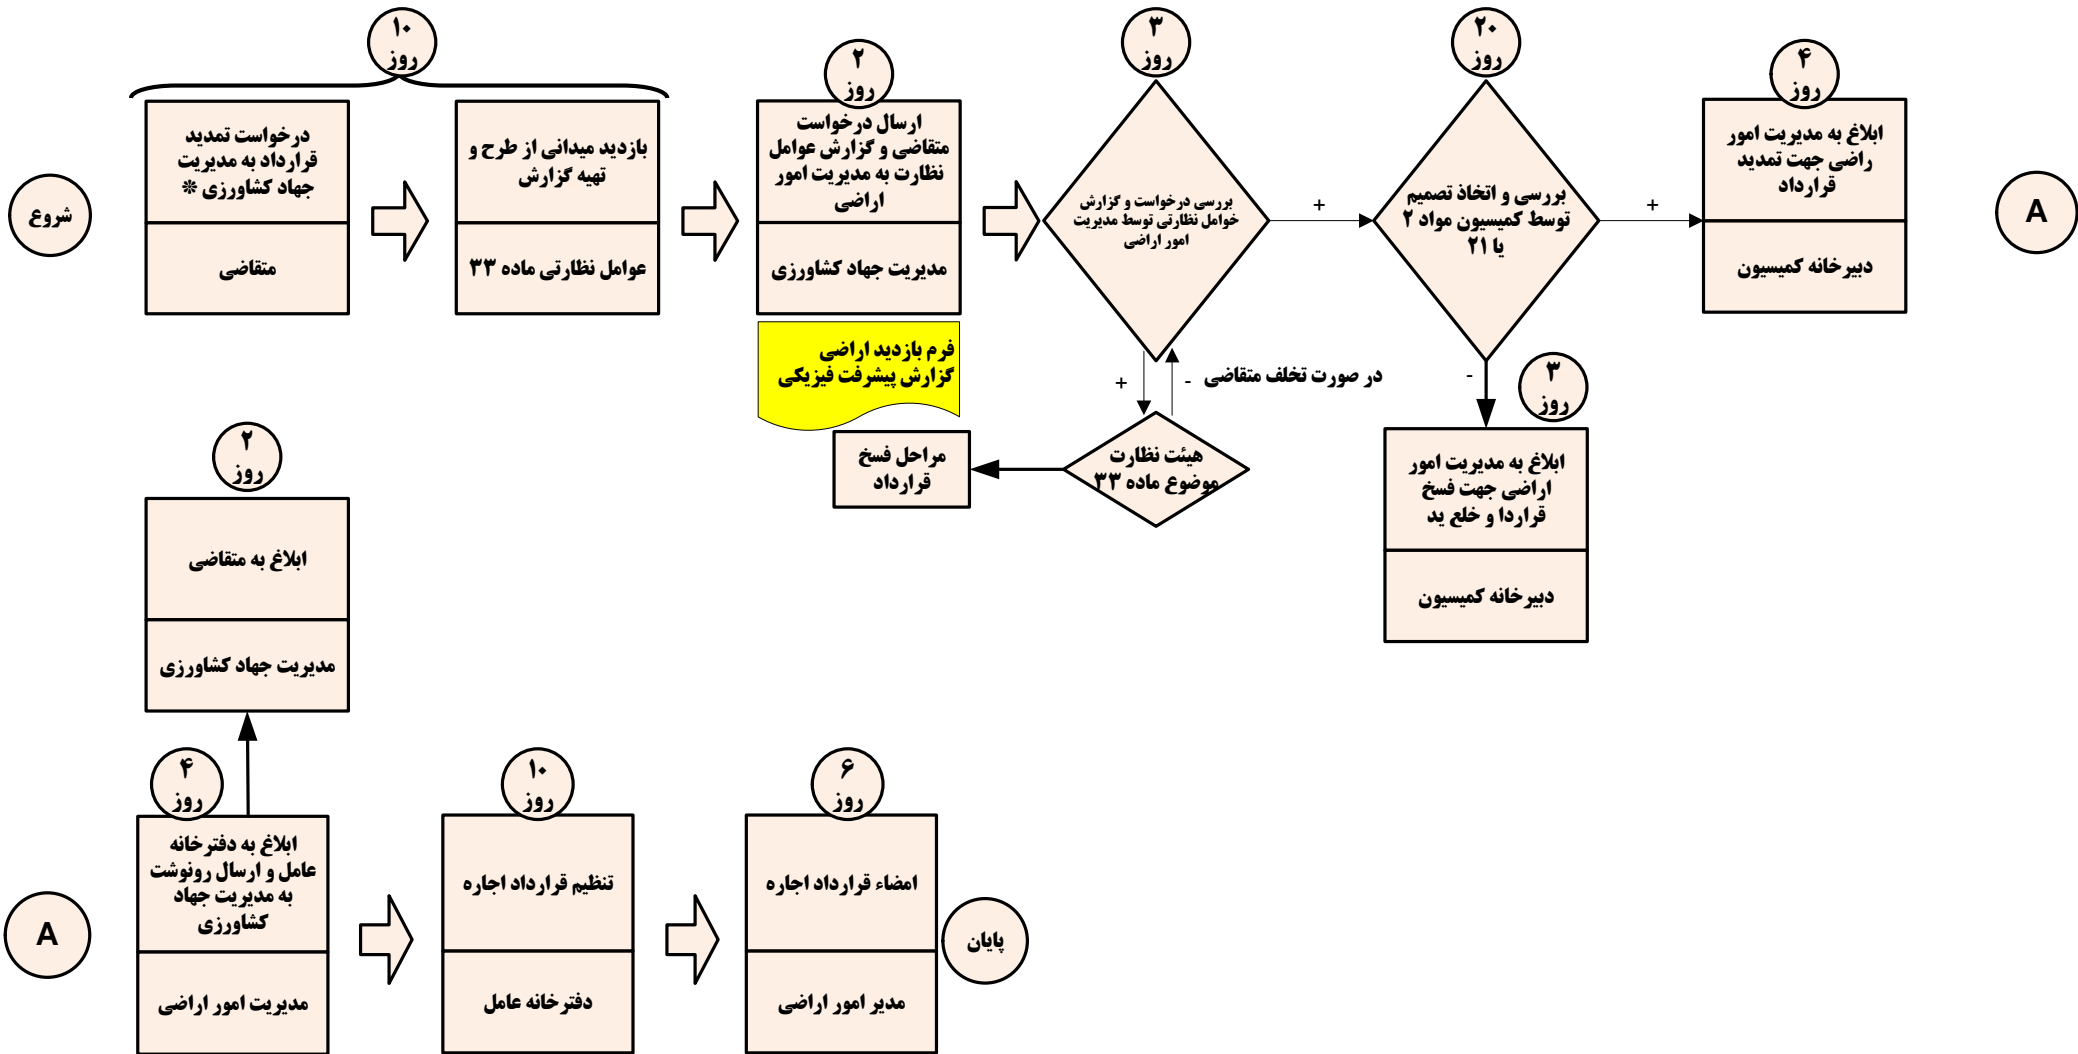 شروع
۱۰
روز
درخواست تمدید
قرارداد به مدیریت
جهاد کشاورزی *
متقاضی
بازدید میدانی از طرح و
تهیه گزارش
عوامل نظارتی ماده ۳۳
۲
روز
ارسال درخواست
متقاضی و گزارش عوامل
نظارت به مدیریت امور
اراضی
مدیریت جهاد کشاورزی
فرم بازدید اراضی
گزارش پیشرفت فیزیکی
۳
روز
بررسی درخواست و گزارش
خوامل نظارتی توسط مدیریت
امور اراضی
+
+
-
در صورت تخلف متقاضی
هیئت نظارت
موضوع ماده ۳۳
مراحل فسخ
قرارداد
۲۰
روز
بررسی و اتخاذ تصمیم
توسط کمیسیون مواد ۲
یا ۲۱
+
-
۳
روز
ابلاغ به مدیریت امور
اراضی جهت فسخ
قراردا و خلع ید
دبیرخانه کمیسیون
۴
روز
ابلاغ به مدیریت امور
راضی جهت تمدید
قرارداد
دبیرخانه کمیسیون
A
A
۲
روز
ابلاغ به متقاضی
مدیریت جهاد کشاورزی
۴
روز
ابلاغ به دفترخانه
عامل و ارسال رونوشت
به مدیریت جهاد
کشاورزی
مدیریت امور اراضی
۱۰
روز
تنظیم قرارداد اجاره
دفترخانه عامل
۶
روز
امضاء قرارداد اجاره
مدیر امور اراضی
پایان